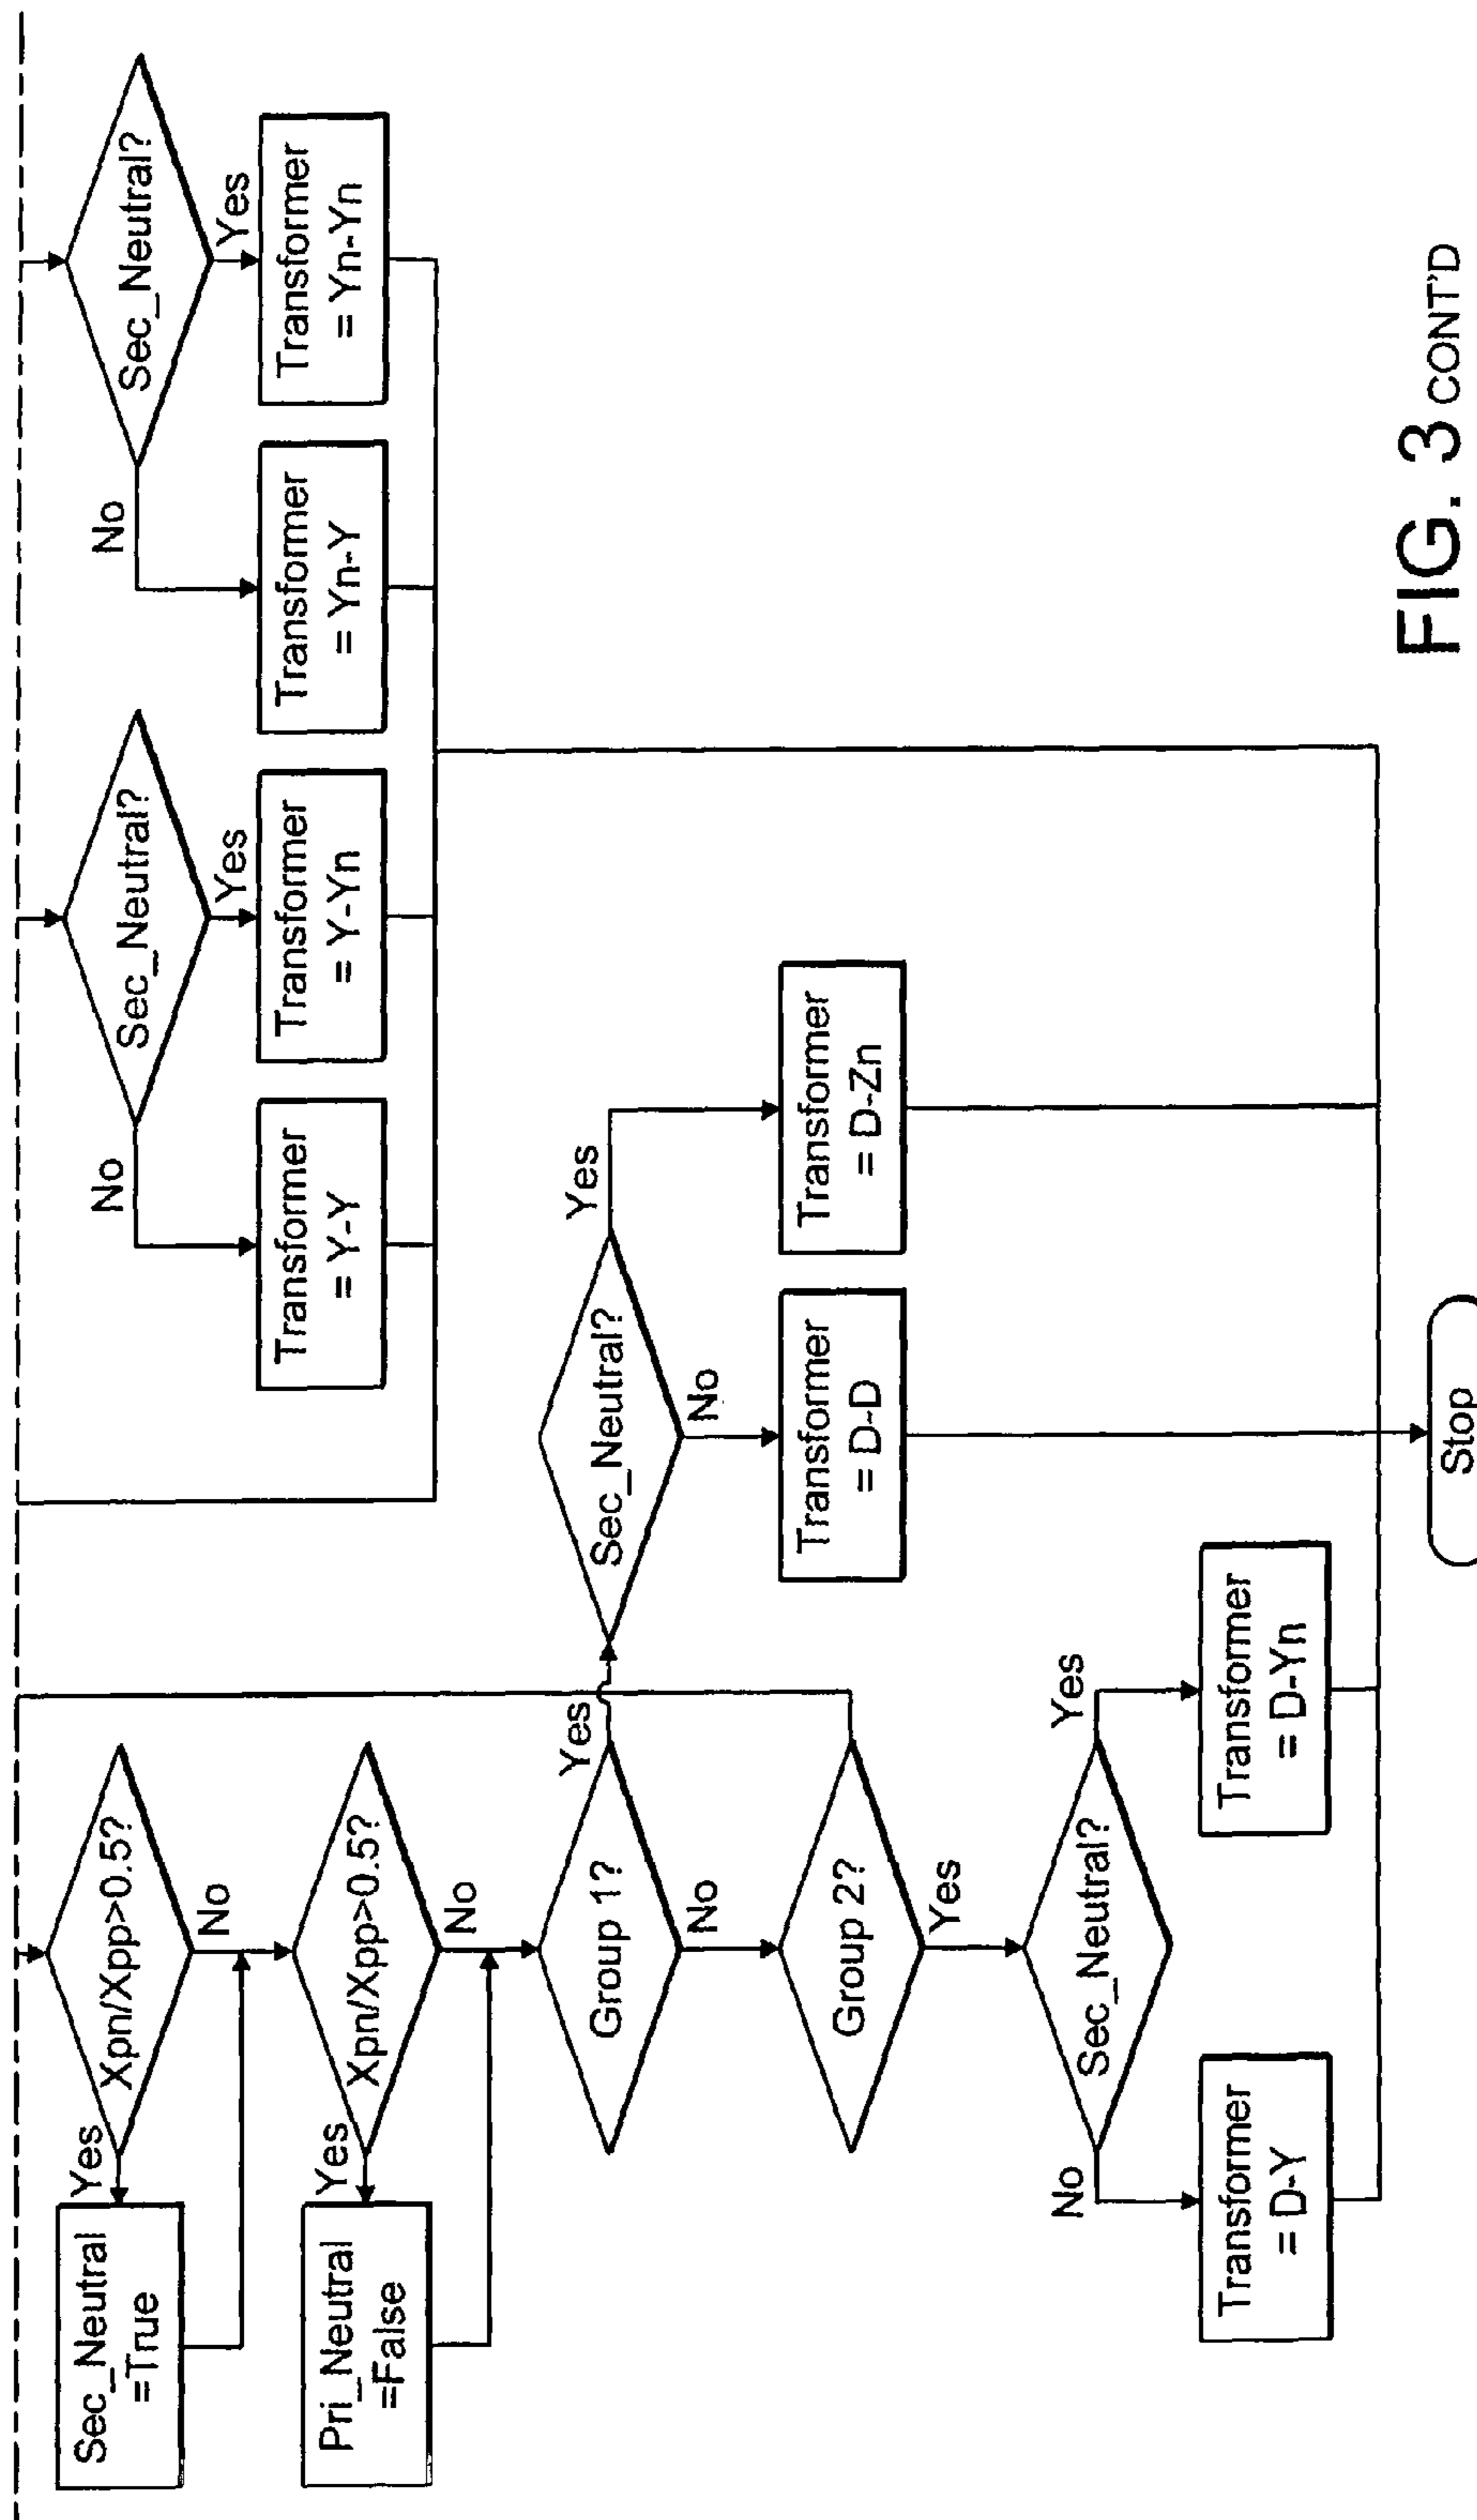 Xpn/Xpp>0.5?
Yes
No
Sec_Neutral
=True
Xpn/Xpp>0.5?
Yes
No
Pri_Neutral
=False
Group 1?
Yes
No
Group 2?
Yes
Sec_Neutral?
No
Yes
Transformer
= D-Y
Transformer
= D-Yn
Sec_Neutral?
No
Yes
Transformer
= D-D
Transformer
= D-Zn
Sec_Neutral?
No
Yes
Transformer
= Y-Y
Transformer
= Y-Yn
Sec_Neutral?
No
Yes
Transformer
= Yn-Y
Transformer
= Yn-Yn
Stop
FIG. 3 CONT'D